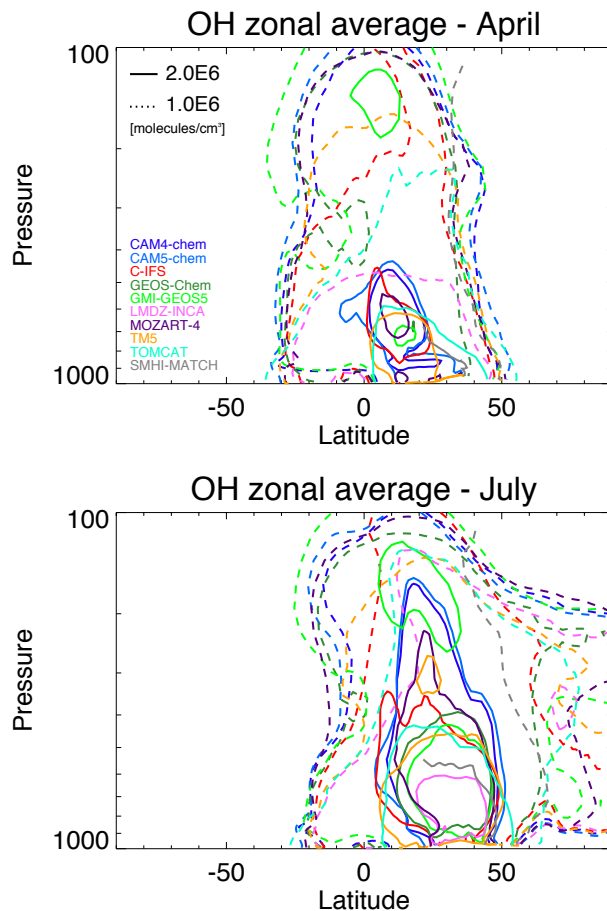 OH zonal average - April
100
2.0E6
1.0E6
[molecules/cm³]
Pressure
CAM4-chem
CAM5-chem
C-IFS
GEOS-Chem
GMI-GEOS5
LMDZ-INCA
MOZART-4
TM5
TOMCAT
SMHI-MATCH
1000
-50 0 50
Latitude
OH zonal average - July
100
Pressure
1000
-50 0 50
Latitude